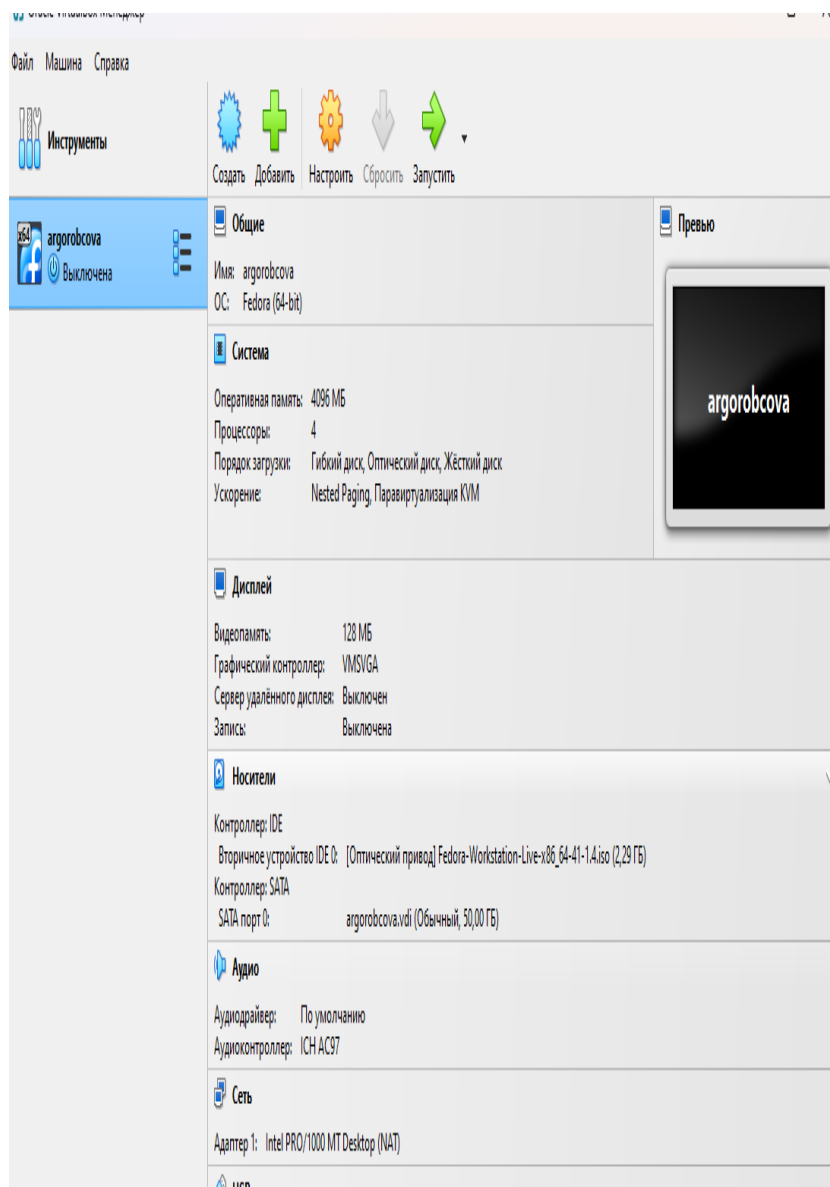 Oracle VirtualBox Менеджер
Файл Машина Справка
Инструменты
Создать Добавить Настроить Сбросить Запустить
x64
argorobcova
Выключена
Общие
Имя: argorobcova
ОС: Fedora (64-bit)
Превью
argorobcova
Система
Оперативная память: 4096 МБ
Процессоры: 4
Порядок загрузки: Гибкий диск, Оптический диск, Жёсткий диск
Ускорение: Nested Paging, Паравиртуализация KVM
Дисплей
Видеопамять: 128 МБ
Графический контроллер: VMSVGA
Сервер удалённого дисплея: Выключен
Запись: Выключена
Носители
Контроллер: IDE
Вторичное устройство IDE 0: [Оптический привод] Fedora-Workstation-Live-x86_64-41-1.4.iso (2,29 ГБ)
Контроллер: SATA
SATA порт 0: argorobcova.vdi (Обычный, 50,00 ГБ)
Аудио
Аудиодрайвер: По умолчанию
Аудиоконтроллер: ICH AC97
Сеть
Адаптер 1: Intel PRO/1000 MT Desktop (NAT)
USB